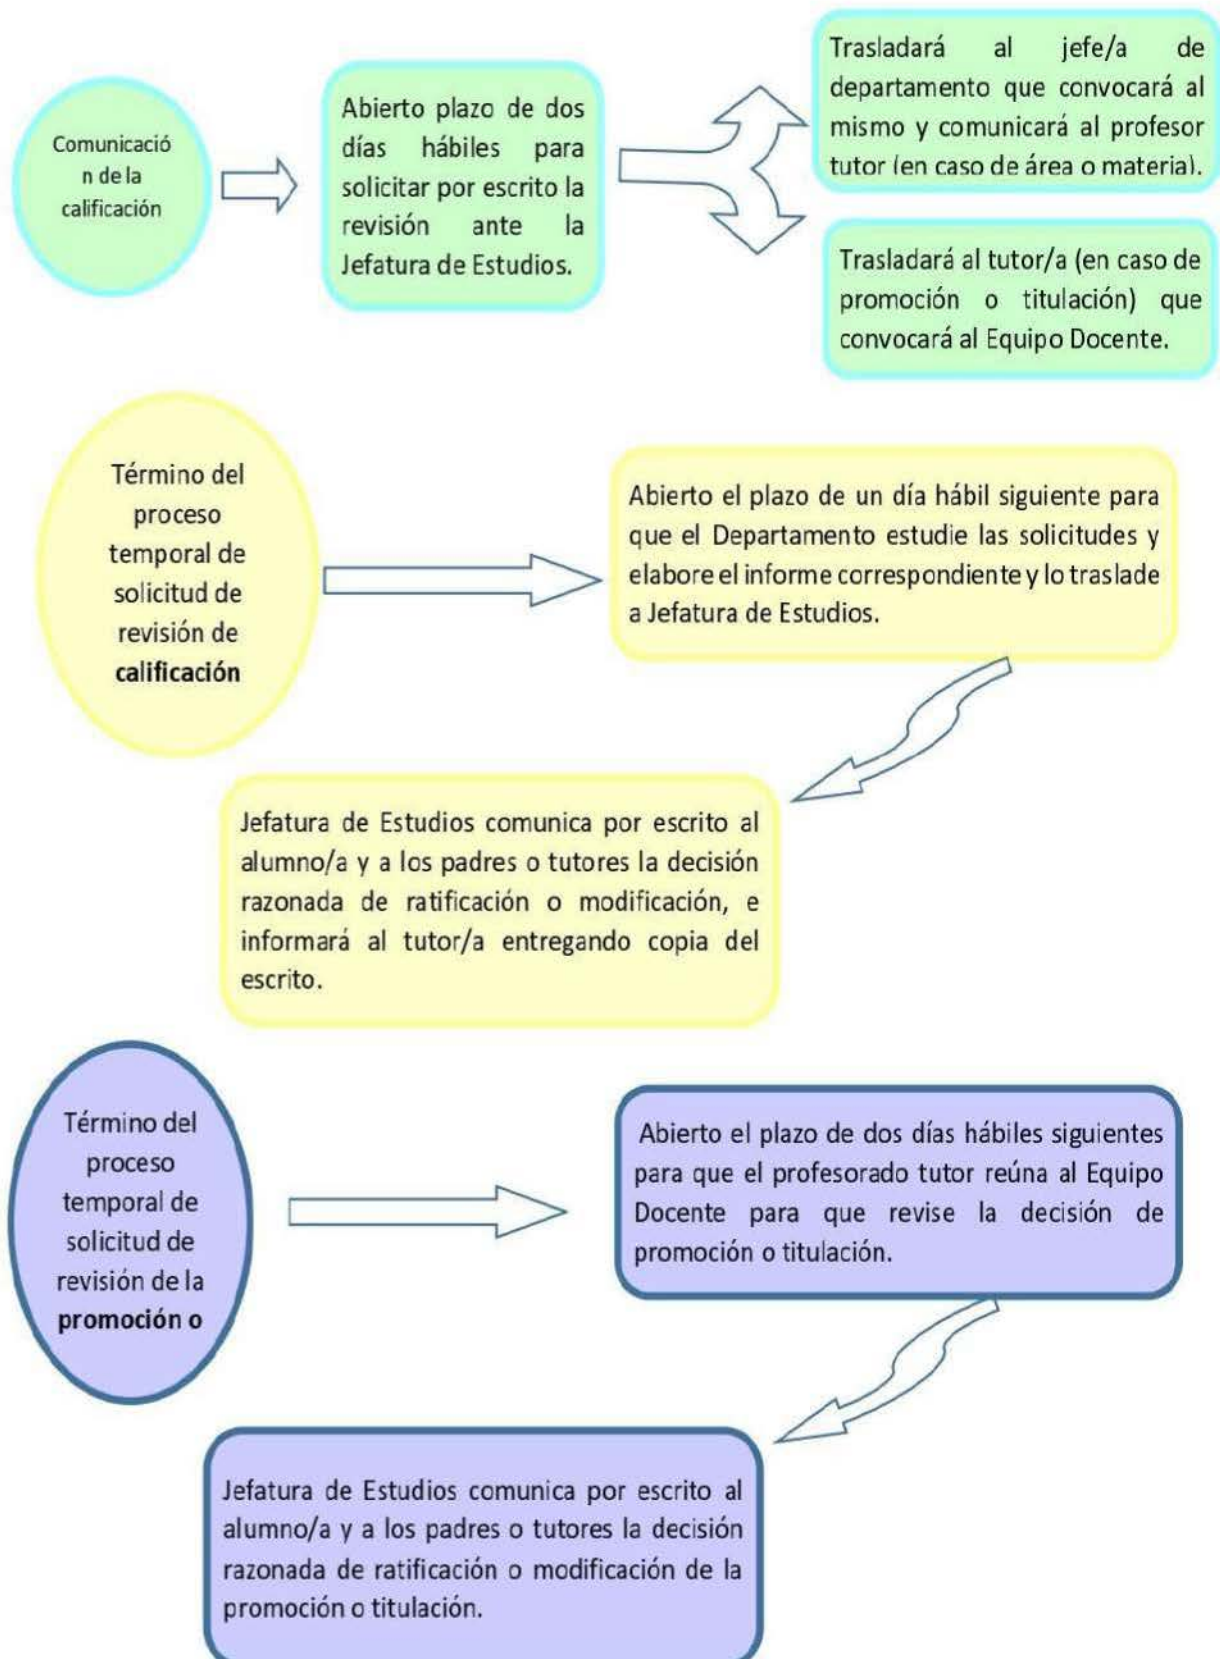 Comunicació
n de la
calificación
Abierto plazo de dos
días hábiles para
solicitar por escrito la
revisión ante la
Jefatura de Estudios.
Trasladará al jefe/a de
departamento que convocará al
mismo y comunicará al profesor
tutor (en caso de área o materia).
Trasladará al tutor/a (en caso de
promoción o titulación) que
convocará al Equipo Docente.
Término del
proceso
temporal de
solicitud de
revisión de
calificación
Abierto el plazo de un día hábil siguiente para
que el Departamento estudie las solicitudes y
elabore el informe correspondiente y lo traslade
a Jefatura de Estudios.
Jefatura de Estudios comunica por escrito al
alumno/a y a los padres o tutores la decisión
razonada de ratificación o modificación, e
informará al tutor/a entregando copia del
escrito.
Término del
proceso
temporal de
solicitud de
revisión de la
promoción o
Abierto el plazo de dos días hábiles siguientes
para que el profesorado tutor reúna al Equipo
Docente para que revise la decisión de
promoción o titulación.
Jefatura de Estudios comunica por escrito al
alumno/a y a los padres o tutores la decisión
razonada de ratificación o modificación de la
promoción o titulación.